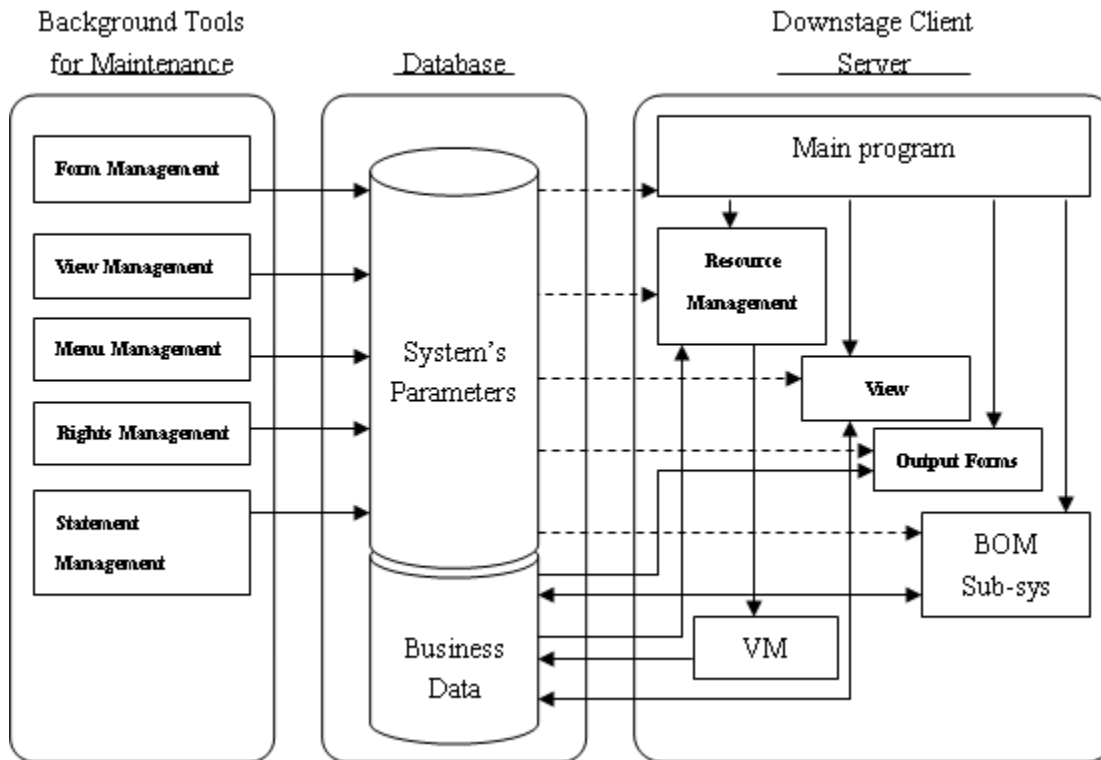 Background Tools
for Maintenance
Database
Downstage Client
Server
Form Management
View Management
Menu Management
Rights Management
Statement
Management
System's
Parameters
Business
Data
Main program
Resource
Management
View
Output Forms
BOM
Sub-sys
VM